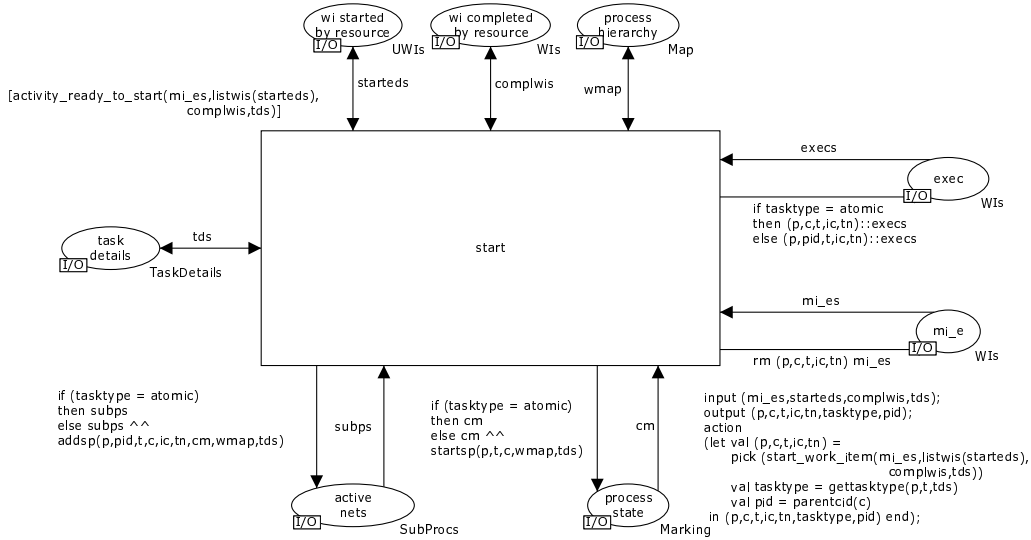 wi started
by resource
I/O
UWIs
wi completed
by resource
I/O
WIs
process
hierarchy
I/O
Map
starteds
complwis
wmap
[activity_ready_to_start(mi_es,listwis(starteds),
complwis,tds)]
execs
exec
I/O
WIs
if tasktype = atomic
then (p,c,t,ic,tn)::execs
else (p,pid,t,ic,tn)::execs
task
details
I/O
TaskDetails
tds
start
mi_es
mi_e
I/O
WIs
rm (p,c,t,ic,tn) mi_es
if (tasktype = atomic)
then subps
else subps ^^
addsp(p,pid,t,c,ic,tn,cm,wmap,tds)
subps
if (tasktype = atomic)
then cm
else cm ^^
startsp(p,t,c,wmap,tds)
cm
input (mi_es,starteds,complwis,tds);
output (p,c,t,ic,tn,tasktype,pid);
action
(let val (p,c,t,ic,tn) =
pick (start_work_item(mi_es,listwis(starteds),
complwis,tds))
val tasktype = gettasktype(p,t,tds)
val pid = parentcid(c)
in (p,c,t,ic,tn,tasktype,pid) end);
active
nets
I/O
SubProcs
process
state
I/O
Marking